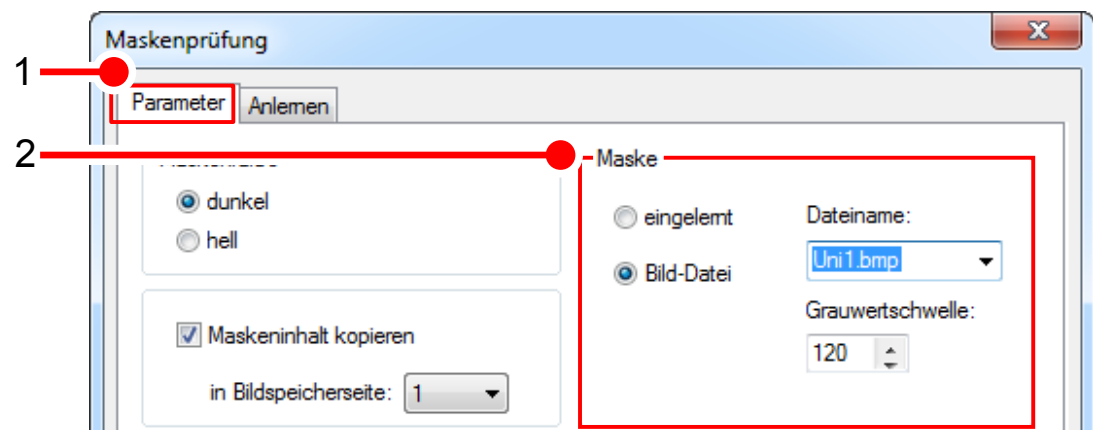 Maskenprüfung
1
Parameter
Anlernen
2
Maske
dunkel
hell
eingelernt
Dateiname:
Bild-Datei
Uni1.bmp
Grauwertschwelle:
120
Maskeninhalt kopieren
in Bildspeicherseite: 1